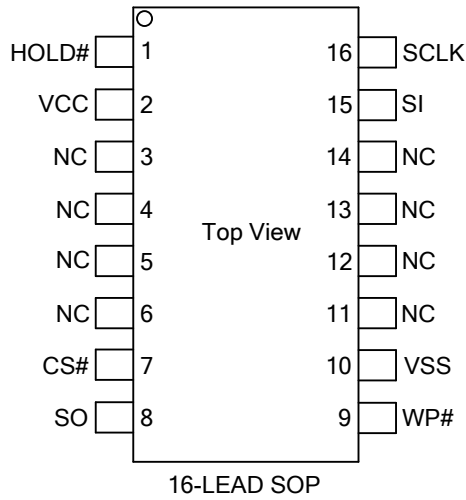 HOLD# 1 16 SCLK
VCC 2 15 SI
NC 3 14 NC
NC 4 13 NC
Top View
NC 5 12 NC
NC 6 11 NC
CS# 7 10 VSS
SO 8 9 WP#
16-LEAD SOP